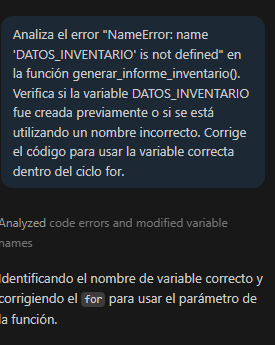 Analiza el error "NameError: name
'DATOS_INVENTARIO' is not defined" en
la función generar_informe_inventario().
Verifica si la variable DATOS_INVENTARIO
fue creada previamente o si se está
utilizando un nombre incorrecto. Corrige
el código para usar la variable correcta
dentro del ciclo for.
Analyzed code errors and modified variable
names
Identificando el nombre de variable correcto y
corrigiendo el for para usar el parámetro de
la función.